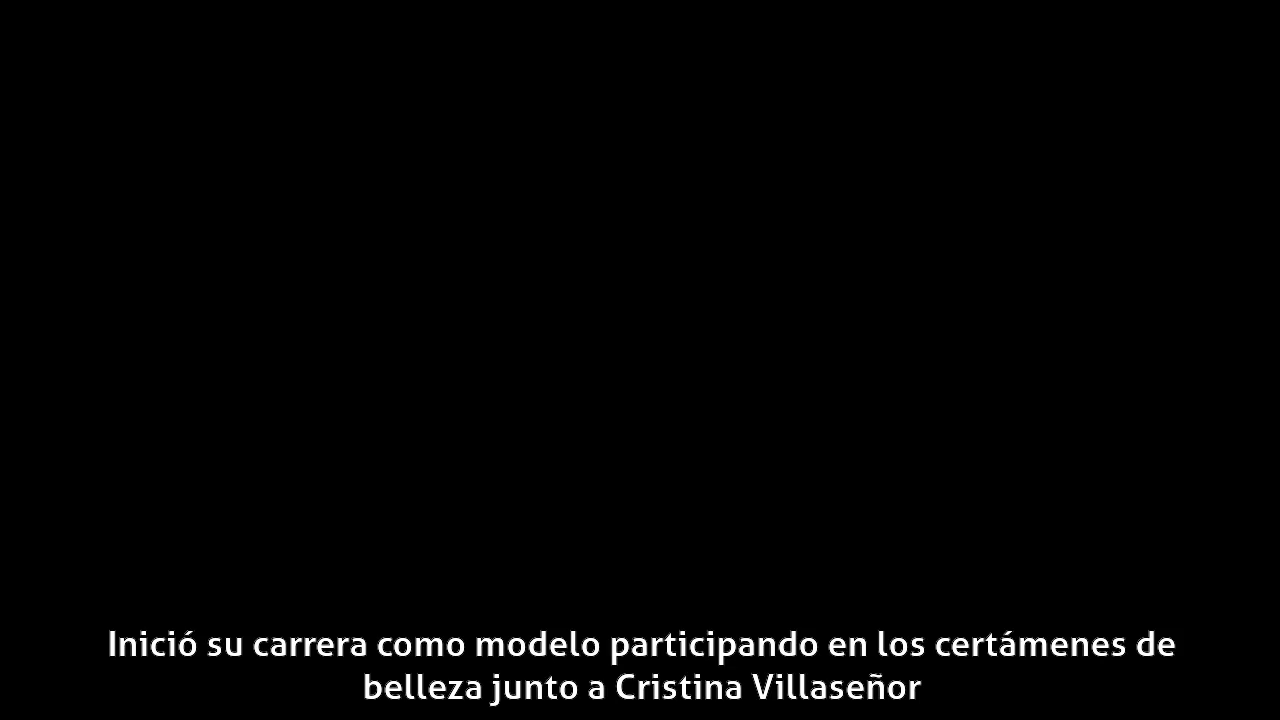 Inició su carrera como modelo participando en los certámenes de
belleza junto a Cristina Villaseñor